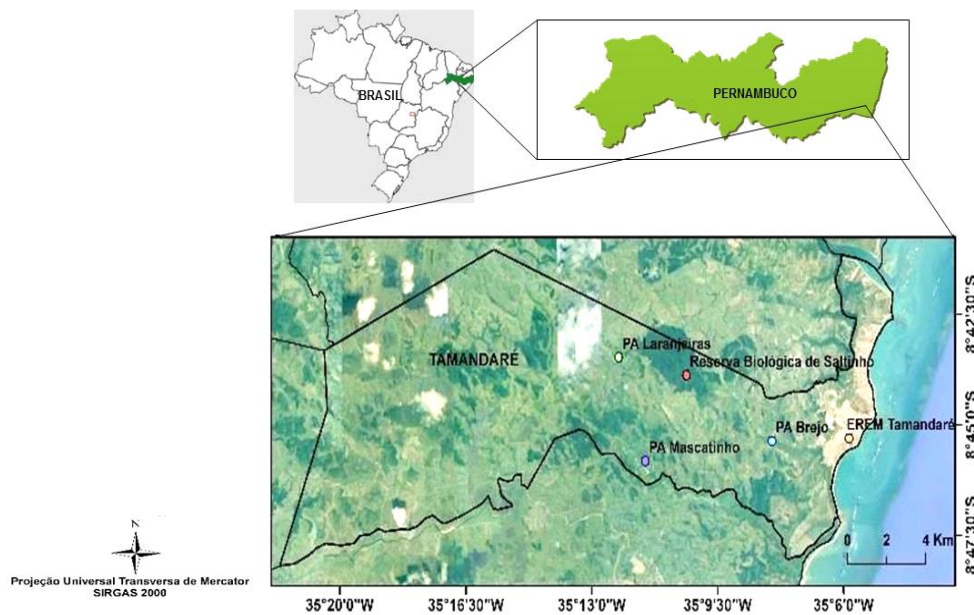 BRASIL
PERNAMBUCO
8°42'30"S
PA Laranjeiras
TAMANDARÉ
Reserva Biológica de Saltinho
PA Brejo
EREM Tamandaré
8°45'0"S
PA Mascatinho
8°47'30"S
0 2 4 Km
N
Projeção Universal Transversa de Mercator
SIRGAS 2000
35°20'0"W 35°16'30"W 35°13'0"W 35°9'30"W 35°6'0"W